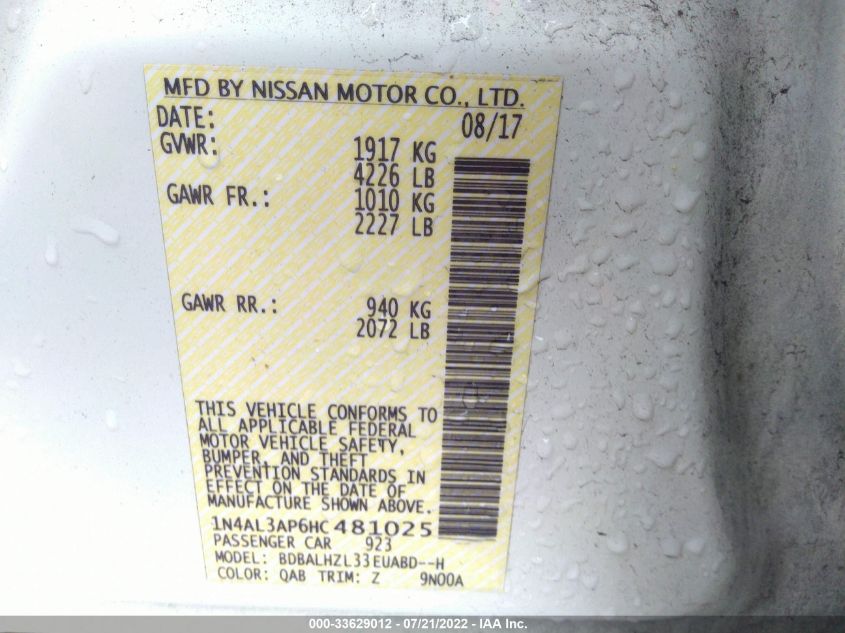 MFD BY NISSAN MOTOR CO., LTD.
DATE: 08/17
GVWR: 1917 KG
4226 LB
GAWR FR.: 1010 KG
2227 LB
GAWR RR.: 940 KG
2072 LB
THIS VEHICLE CONFORMS TO
ALL APPLICABLE FEDERAL
MOTOR VEHICLE SAFETY,
BUMPER, AND THEFT
PREVENTION STANDARDS IN
EFFECT ON THE DATE OF
MANUFACTURE SHOWN ABOVE.
1N4AL3AP6HC481025
PASSENGER CAR 923
MODEL: BDBALHZL33EUABD--H
COLOR: QAB TRIM: Z 9N00A
000-33629012 - 07/21/2022 - IAA Inc.